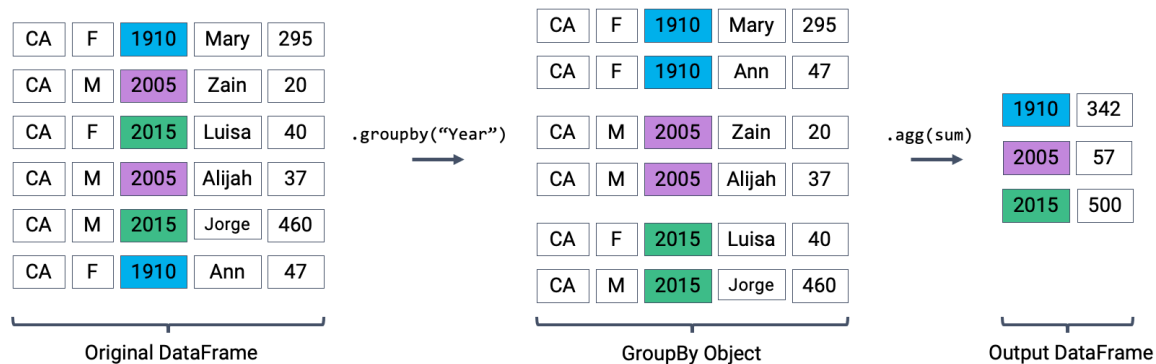 CA F 1910 Mary 295
CA M 2005 Zain 20
CA F 2015 Luisa 40
CA M 2005 Alijah 37
CA M 2015 Jorge 460
CA F 1910 Ann 47
Original DataFrame
.groupby(“Year”)
CA F 1910 Mary 295
CA F 1910 Ann 47
CA M 2005 Zain 20
CA M 2005 Alijah 37
CA F 2015 Luisa 40
CA M 2015 Jorge 460
GroupBy Object
.agg(sum)
1910 342
2005 57
2015 500
Output DataFrame